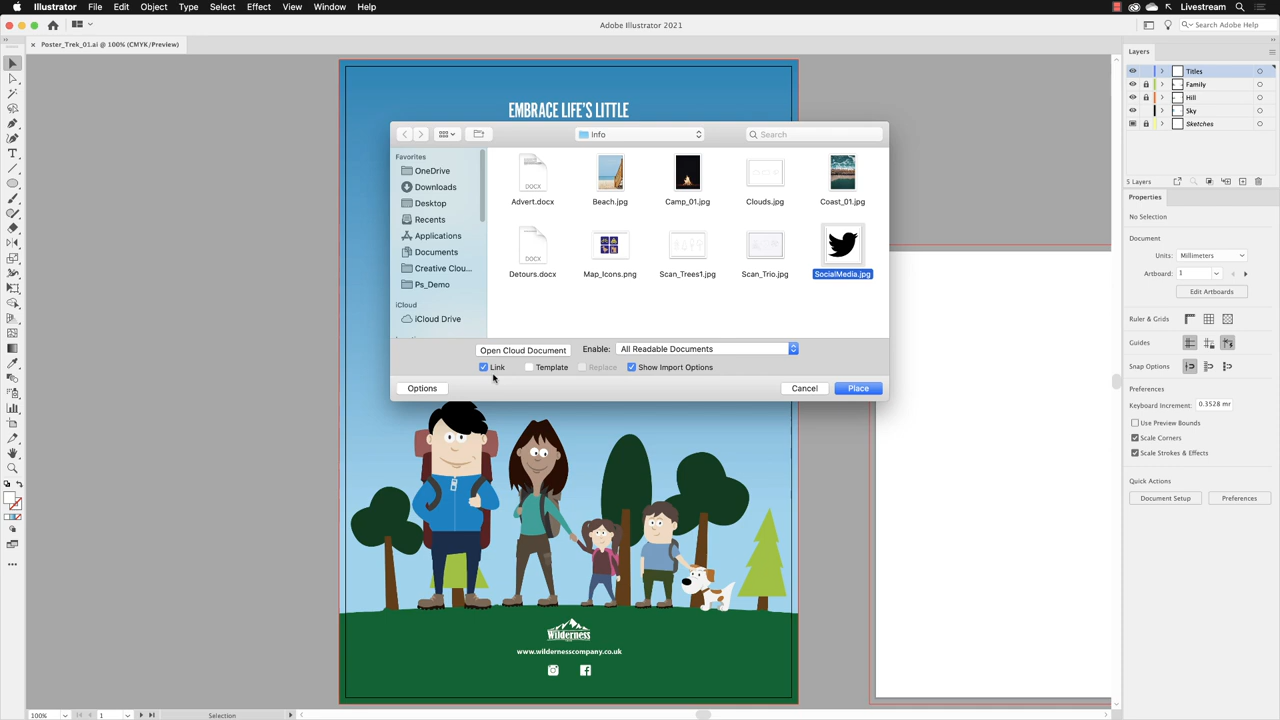 Illustrator File Edit Object Type Select Effect View Window Help Livestream
Adobe Illustrator 2021 Search Adobe Help
× Poster_Trek_01.ai @ 100% (CMYK/Preview)
Layers
Titles
Family
Hill
Sky
Sketches
5 Layers
Properties
No Selection
Document
Units: Millimeters
Artboard: 1
Edit Artboards
Ruler & Grids
Guides
Snap Options
Preferences
Keyboard Increment: 0.3528 mr
Use Preview Bounds
Scale Corners
Scale Strokes & Effects
Quick Actions
Document Setup Preferences
EMBRACE LIFE'S LITTLE
Info Search
Favorites
OneDrive
Downloads
Desktop
Recents
Applications
Documents
Creative Clou...
Ps_Demo
iCloud
iCloud Drive
DOCX
Advert.docx Beach.jpg Camp_01.jpg Clouds.jpg Coast_01.jpg
DOCX
Detours.docx Map_Icons.png Scan_Trees1.jpg Scan_Trio.jpg SocialMedia.jpg
Open Cloud Document Enable: All Readable Documents
Link Template Replace Show Import Options
Options Cancel Place
Wilderness
www.wildernesscompany.co.uk
100% 1 Selection